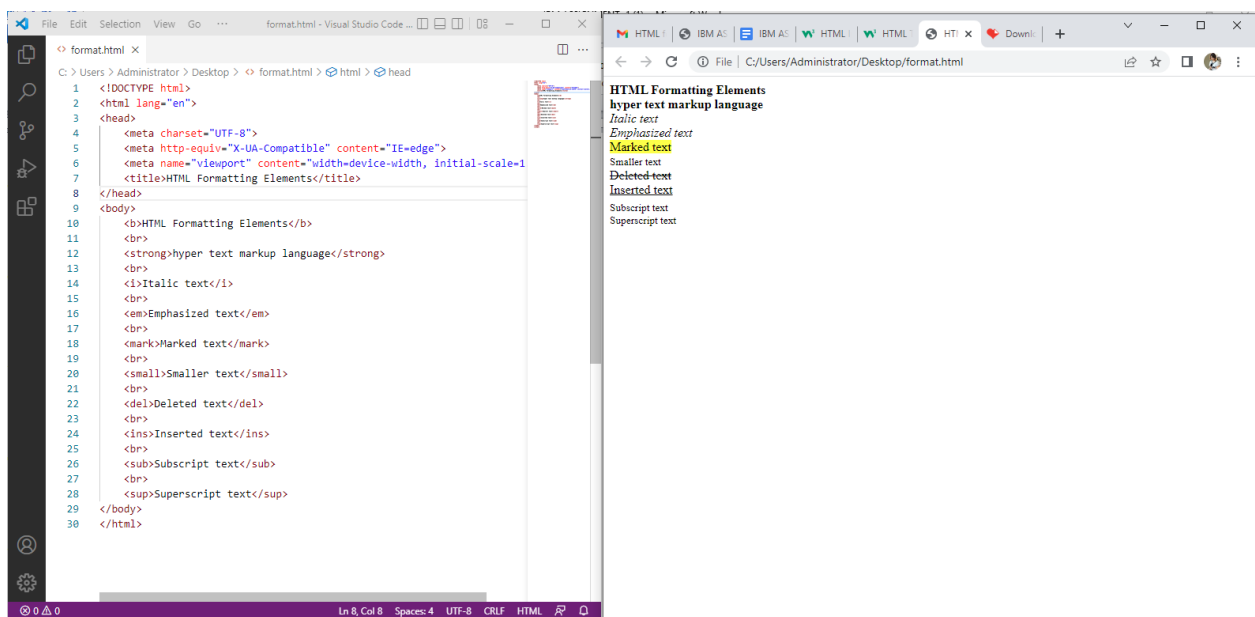 File Edit Selection View Go ··· format.html - Visual Studio Code ...
format.html
C: > Users > Administrator > Desktop > format.html > html > head
1 <!DOCTYPE html>
2 <html lang="en">
3 <head>
4 <meta charset="UTF-8">
5 <meta http-equiv="X-UA-Compatible" content="IE=edge">
6 <meta name="viewport" content="width=device-width, initial-scale=1
7 <title>HTML Formatting Elements</title>
8 </head>
9 <body>
10 <b>HTML Formatting Elements</b>
11 <br>
12 <strong>hyper text markup language</strong>
13 <br>
14 <i>Italic text</i>
15 <br>
16 <em>Emphasized text</em>
17 <br>
18 <mark>Marked text</mark>
19 <br>
20 <small>Smaller text</small>
21 <br>
22 <del>Deleted text</del>
23 <br>
24 <ins>Inserted text</ins>
25 <br>
26 <sub>Subscript text</sub>
27 <br>
28 <sup>Superscript text</sup>
29 </body>
30 </html>
0 0 Ln 8, Col 8 Spaces: 4 UTF-8 CRLF HTML
HTML IBM AS IBM AS HTML HTML HTM Downlo
File C:/Users/Administrator/Desktop/format.html
HTML Formatting Elements
hyper text markup language
Italic text
Emphasized text
Marked text
Smaller text
Deleted text
Inserted text
Subscript text
Superscript text